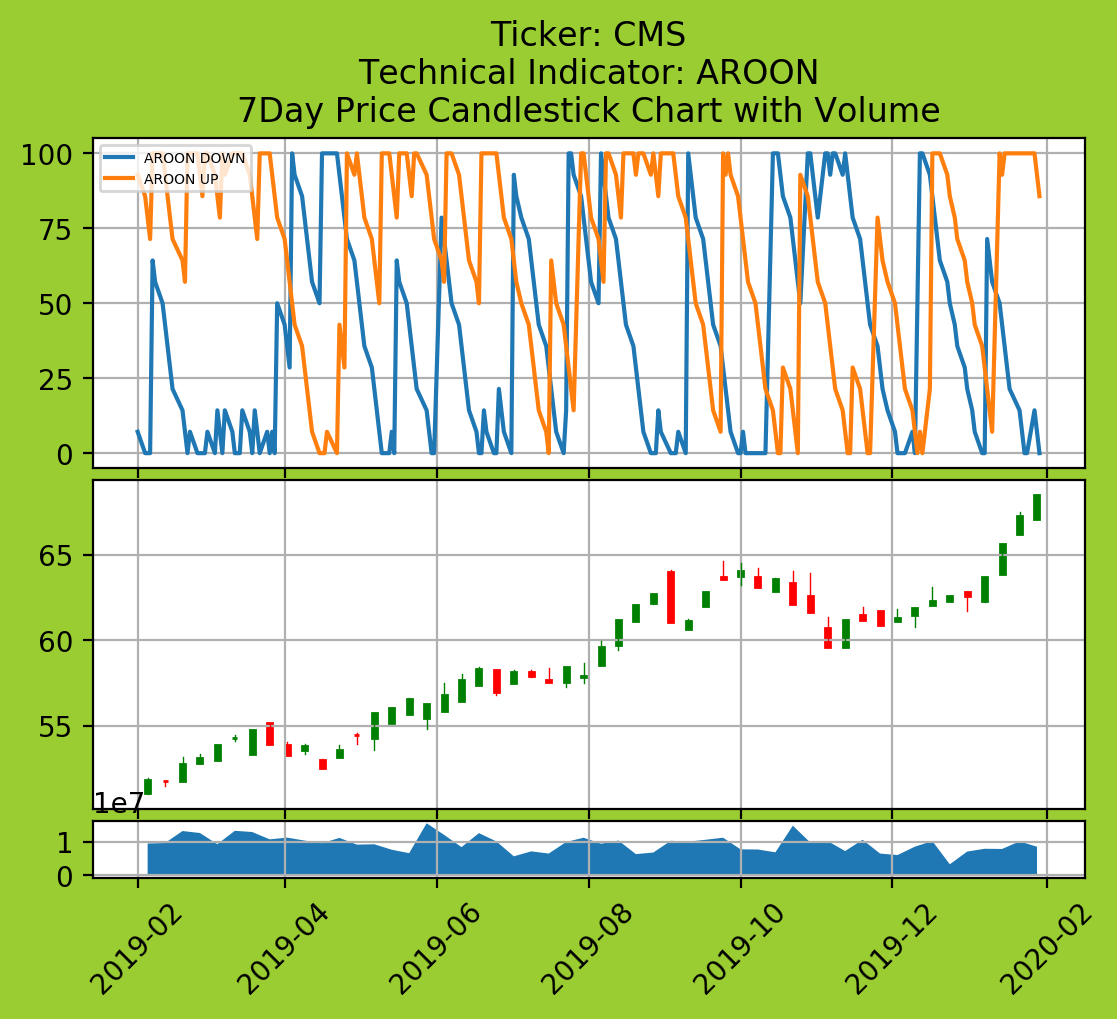 Ticker: CMS
Technical Indicator: AROON
7Day Price Candlestick Chart with Volume
100
75
50
25
0
AROON DOWN
AROON UP
65
60
55
1e7
1
0
2019-02
2019-04
2019-06
2019-08
2019-10
2019-12
2020-02